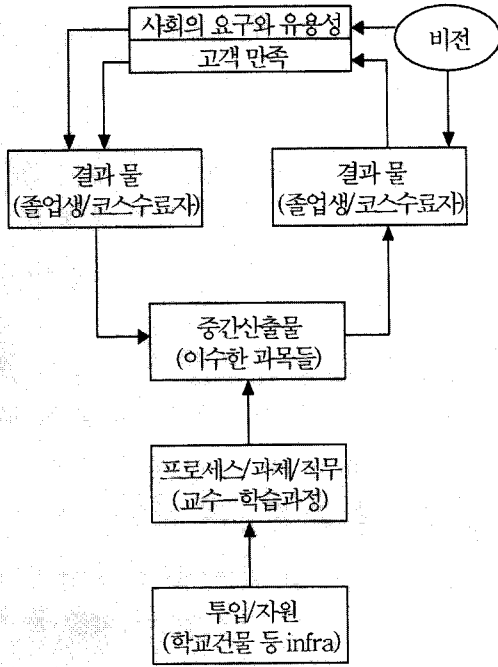 사회의 요구와 유용성
고객 만족
비전
결과 물
(졸업생/코스수료자)
결과 물
(졸업생/코스수료자)
중간산출물
(이수한 과목들)
프로세스/과제/직무
(교수—학습과정)
투입/자원
(학교건물 등 infra)